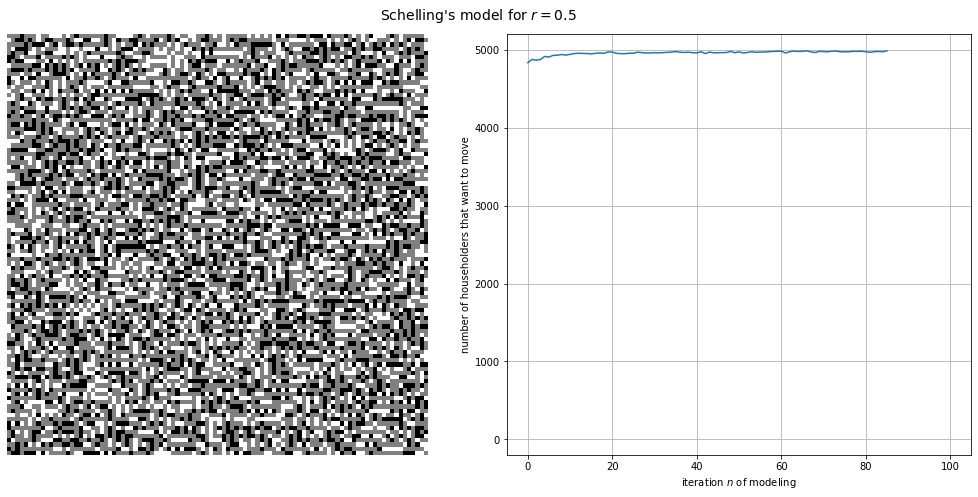 Schelling's model for r = 0.5
number of householders that want to move
5000
4000
3000
2000
1000
0
0 20 40 60 80 100
iteration n of modeling